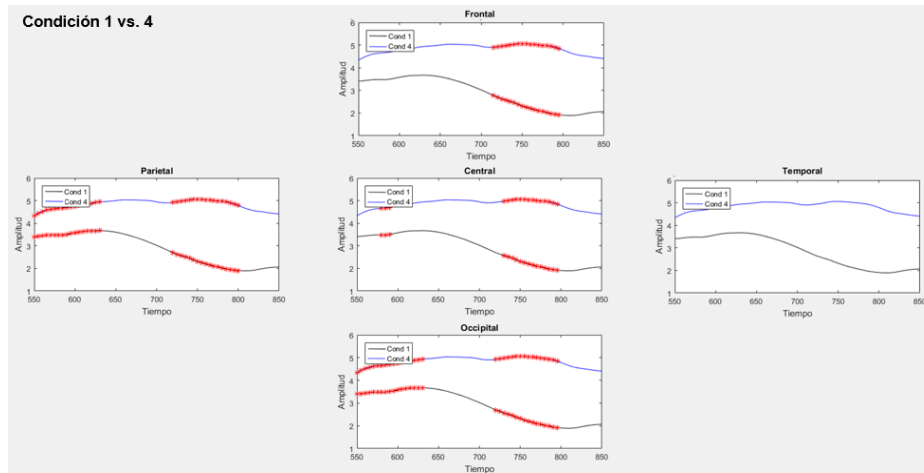 Condición 1 vs. 4
Frontal
Cond 1
Cond 4
Amplitud
6
5
4
3
2
1
550
600
650
700
750
800
850
Tiempo
Parietal
Cond 1
Cond 4
Amplitud
6
5
4
3
2
1
550
600
650
700
750
800
850
Tiempo
Central
Cond 1
Cond 4
Amplitud
6
5
4
3
2
1
550
600
650
700
750
800
850
Tiempo
Temporal
Cond 1
Cond 4
Amplitud
6
5
4
3
2
1
550
600
650
700
750
800
850
Tiempo
Occipital
Cond 1
Cond 4
Amplitud
6
5
4
3
2
1
550
600
650
700
750
800
850
Tiempo